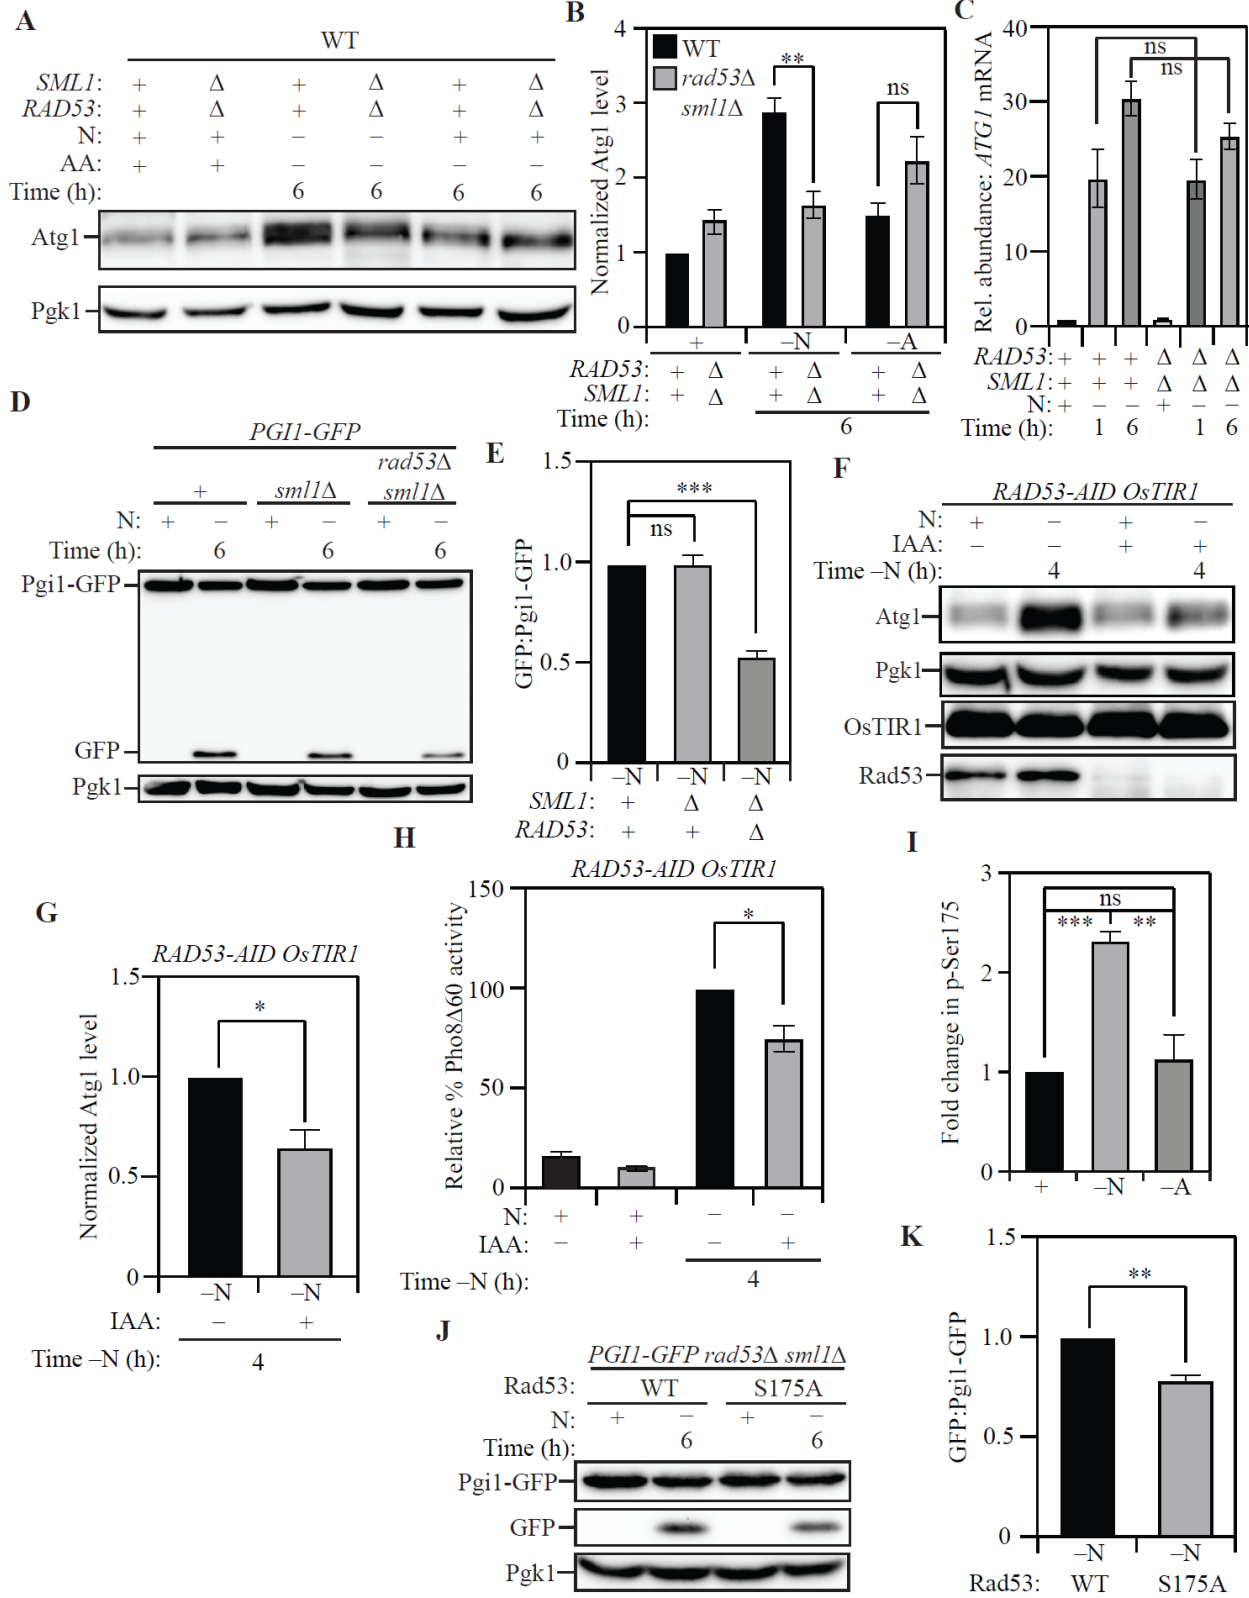 A
WT
SML1: + Δ + Δ + Δ
RAD53: + Δ + Δ + Δ
N: + + – – + +
AA: + + – – – –
Time (h): 6 6 6 6
Atg1
Pgk1
B
4
3
2
1
0
Normalized Atg1 level
WT
rad53Δ
sml1Δ
**
ns
+ –N –A
RAD53: + Δ + Δ + Δ
SML1: + Δ + Δ + Δ
Time (h): 6
C
40
30
20
10
0
Rel. abundance: ATG1 mRNA
ns
ns
RAD53: + + + Δ Δ Δ
SML1: + + + Δ Δ Δ
N: + – – + – –
Time (h): 1 6 1 6
D
PGI1-GFP
rad53Δ
+ sml1Δ sml1Δ
N: + – + – + –
Time (h): 6 6 6
Pgi1-GFP
GFP
Pgk1
E
1.5
1.0
0.5
0
GFP:Pgi1-GFP
***
ns
–N –N –N
SML1: + Δ Δ
RAD53: + + Δ
F
RAD53-AID OsTIR1
N: + – + –
IAA: – – + +
Time –N (h): 4 4
Atg1
Pgk1
OsTIR1
Rad53
G
RAD53-AID OsTIR1
1.5
1.0
0.5
0
Normalized Atg1 level
*
–N –N
IAA: – +
Time –N (h): 4
H
RAD53-AID OsTIR1
150
100
50
0
Relative % Pho8Δ60 activity
*
N: + + – –
IAA: – + – +
Time –N (h): 4
I
3
2
1
0
Fold change in p-Ser175
ns
*** **
+ –N –A
J
PGI1-GFP rad53Δ sml1Δ
Rad53: WT S175A
N: + – + –
Time (h): 6 6
Pgi1-GFP
GFP
Pgk1
K
1.5
1.0
0.5
0
GFP:Pgi1-GFP
**
–N –N
Rad53: WT S175A